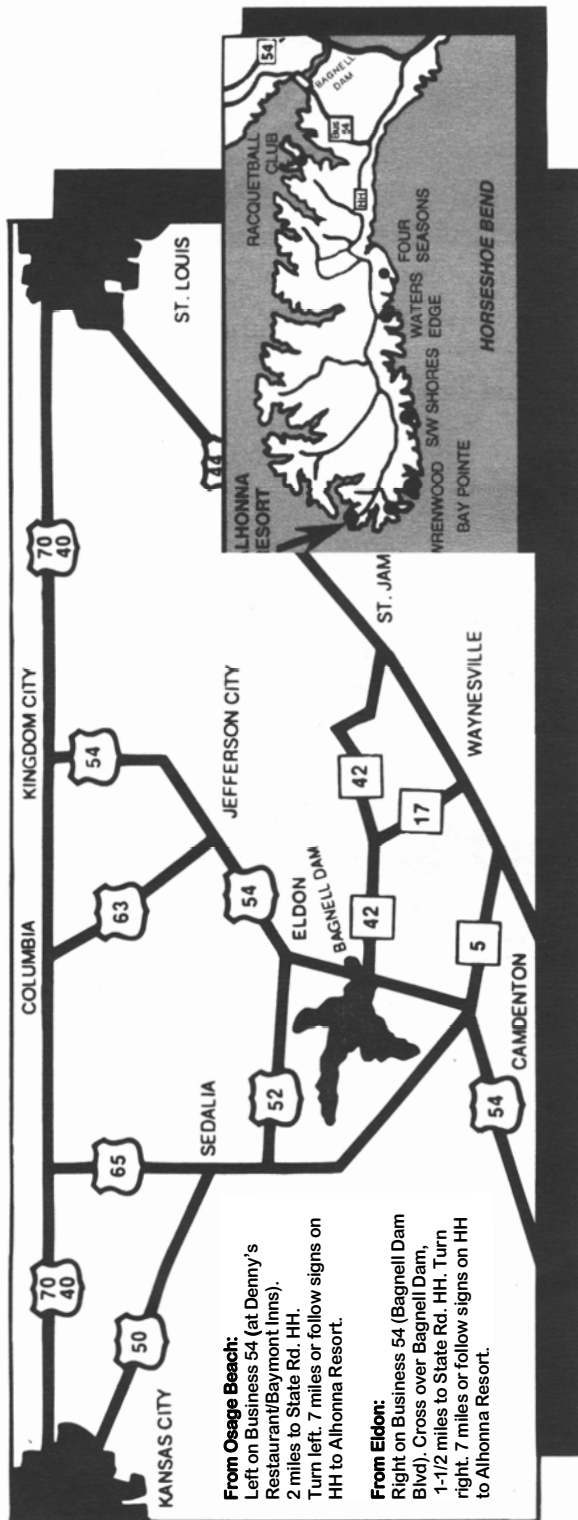 KANSAS CITY
70
40
COLUMBIA
KINGDOM CITY
70
40
ST. LOUIS
50
65
63
54
44
SEDALIA
JEFFERSON CITY
54
52
ELDON
BAGNELL DAM
42
42
17
ST. JAM
5
WAYNESVILLE
CAMDENTON
54
From Osage Beach:
Left on Business 54 (at Denny's
Restaurant/Baymont Inns).
2 miles to State Rd. HH.
Turn left. 7 miles or follow signs on
HH to Alhonna Resort.
From Eldon:
Right on Business 54 (Bagnell Dam
Blvd). Cross over Bagnell Dam,
1-1/2 miles to State Rd. HH. Turn
right. 7 miles or follow signs on HH
to Alhonna Resort.
ALHONNA
RESORT
RACQUETBALL
CLUB
54
BAGNELL
DAM
Bus
54
HH
WRENWOOD
S/W SHORES
WATERS
EDGE
FOUR
SEASONS
BAY POINTE
HORSESHOE BEND